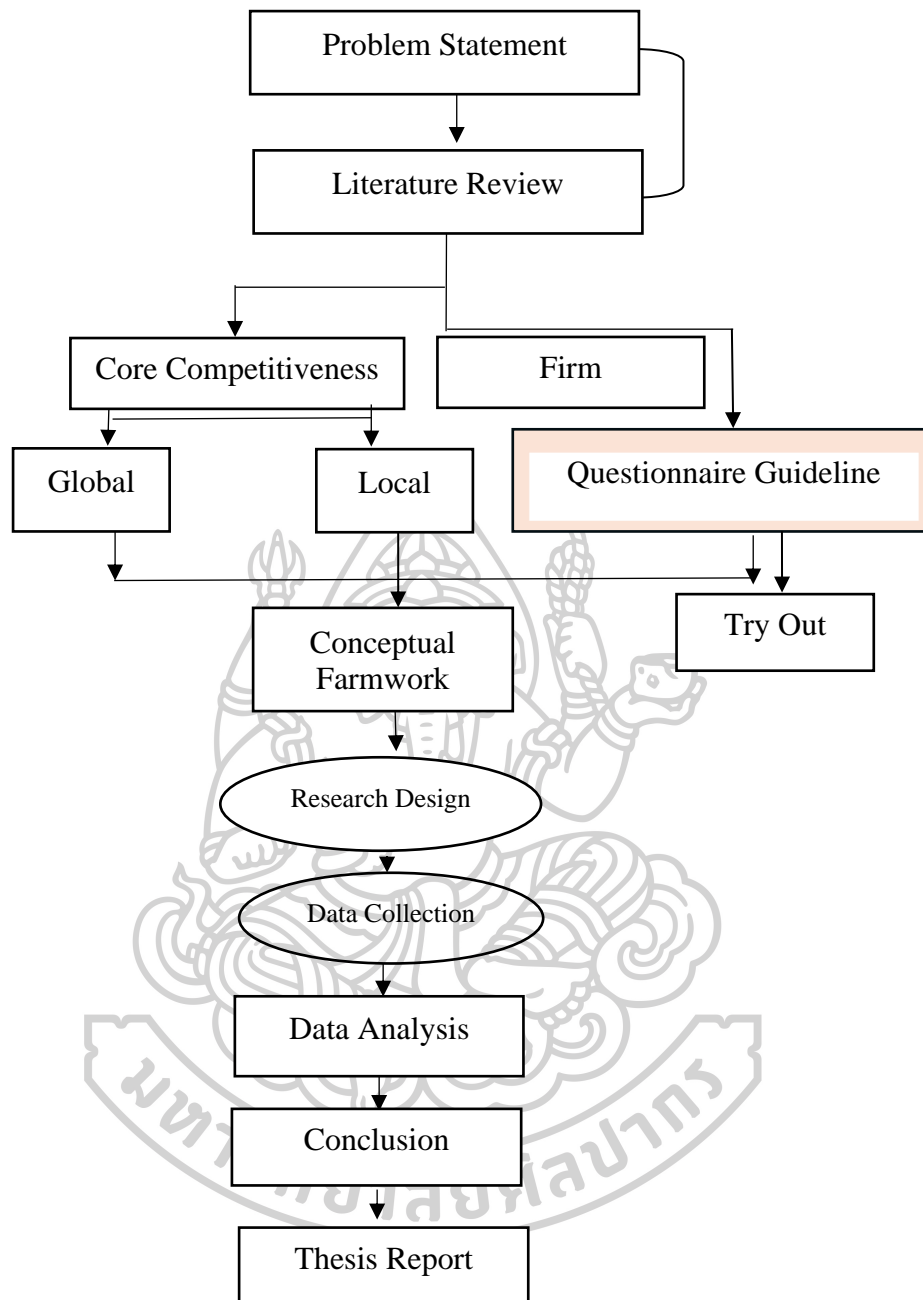 Problem Statement
Literature Review
Core Competitiveness
Firm
Global
Local
Questionnaire Guideline
Try Out
Conceptual
Farmwork
Research Design
Data Collection
Data Analysis
Conclusion
Thesis Report